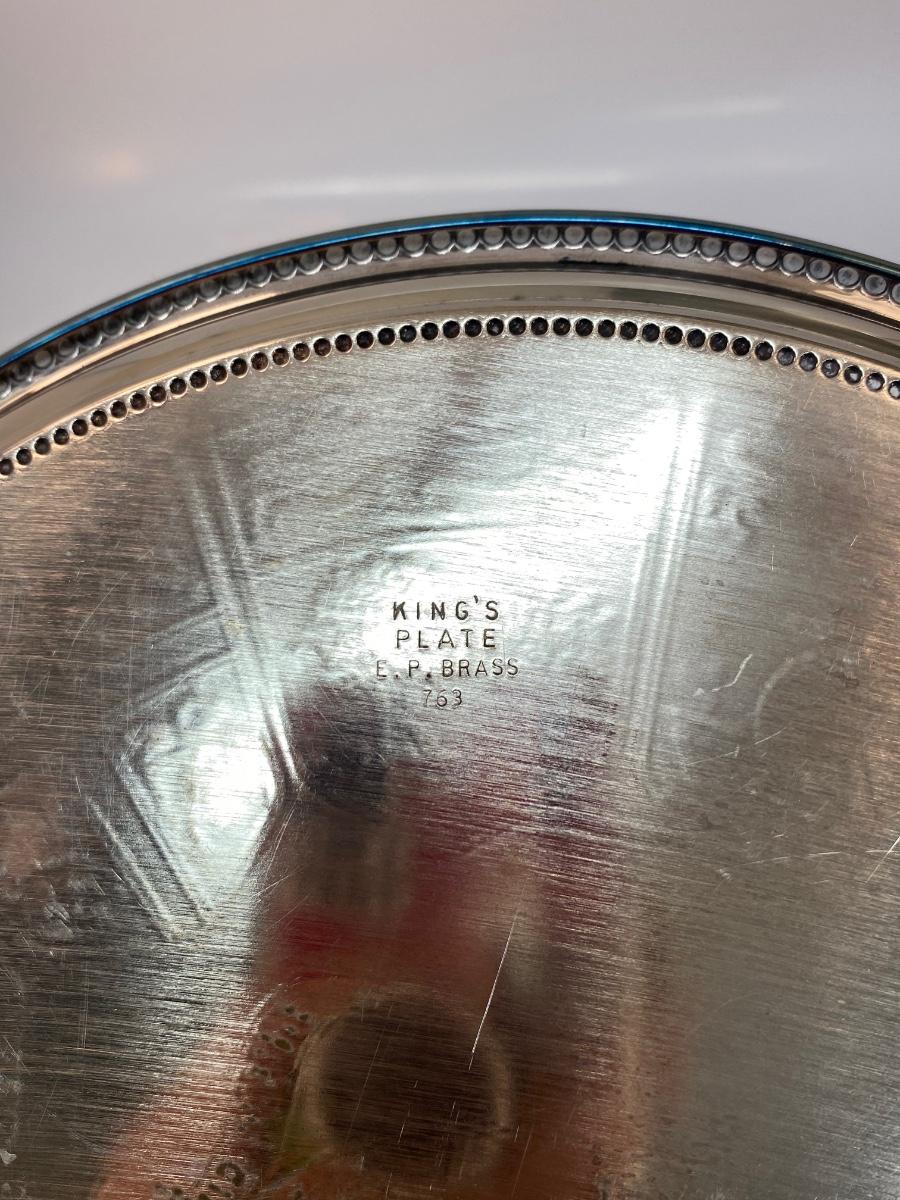 KING'S
PLATE
E.P. BRASS
763